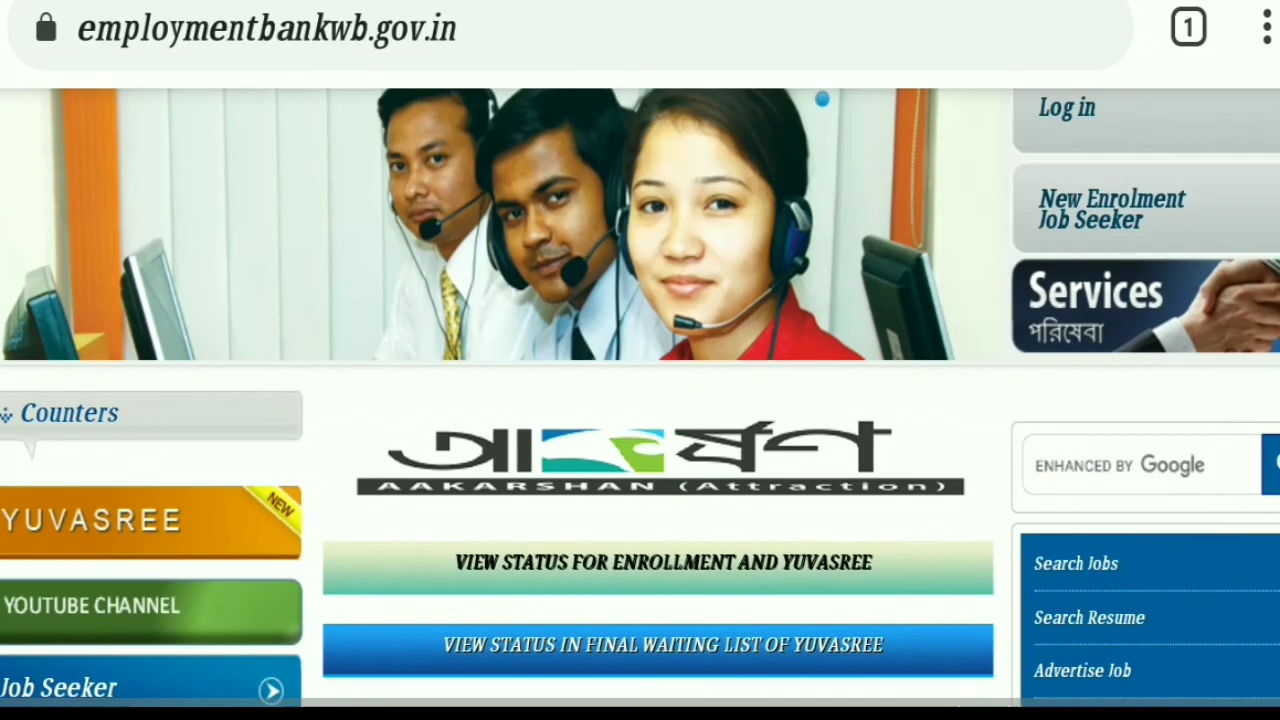 employmentbankwb.gov.in
1
Log in
New Enrolment
Job Seeker
Services
পরিষেবা
Counters
আকর্ষণ
AAKARSHAN (Attraction)
ENHANCED BY Google
YUVASREE
NEW
VIEW STATUS FOR ENROLLMENT AND YUVASREE
Search Jobs
YOUTUBE CHANNEL
Search Resume
VIEW STATUS IN FINAL WAITING LIST OF YUVASREE
Advertise Job
Job Seeker